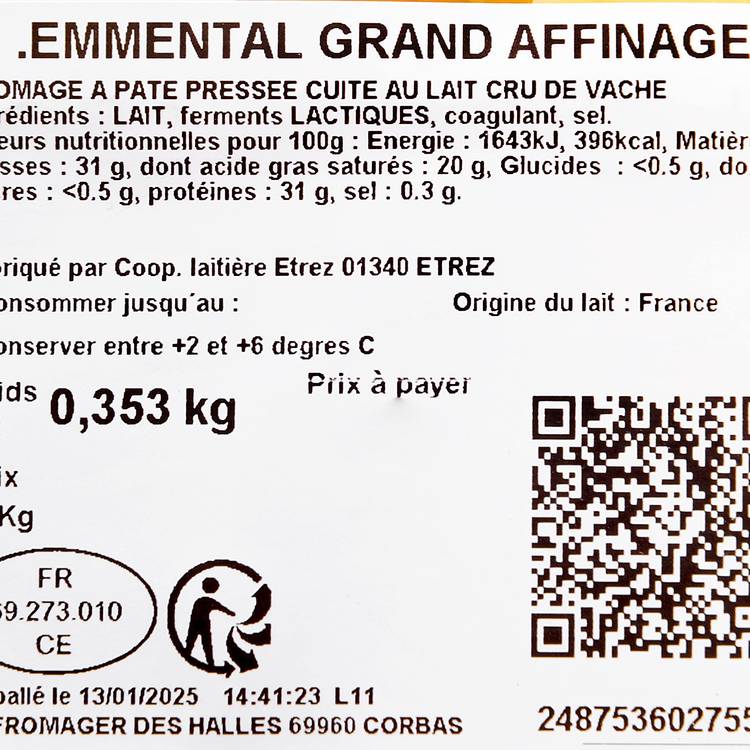 .EMMENTAL GRAND AFFINAGE
OMAGE A PATE PRESSEE CUITE AU LAIT CRU DE VACHE
rédients : LAIT, ferments LACTIQUES, coagulant, sel.
eurs nutritionnelles pour 100g : Energie : 1643kJ, 396kcal, Matièr
sses : 31 g, dont acide gras saturés : 20 g, Glucides : <0.5 g, do
res : <0.5 g, protéines : 31 g, sel : 0.3 g.
riqué par Coop. laitière Etrez 01340 ETREZ
onsommer jusqu'au :
Origine du lait : France
onserver entre +2 et +6 degres C
ids 0,353 kg
Prix à payer
ix
Kg
FR
69.273.010
CE
ballé le 13/01/2025 14:41:23 L11
FROMAGER DES HALLES 69960 CORBAS
248753602755